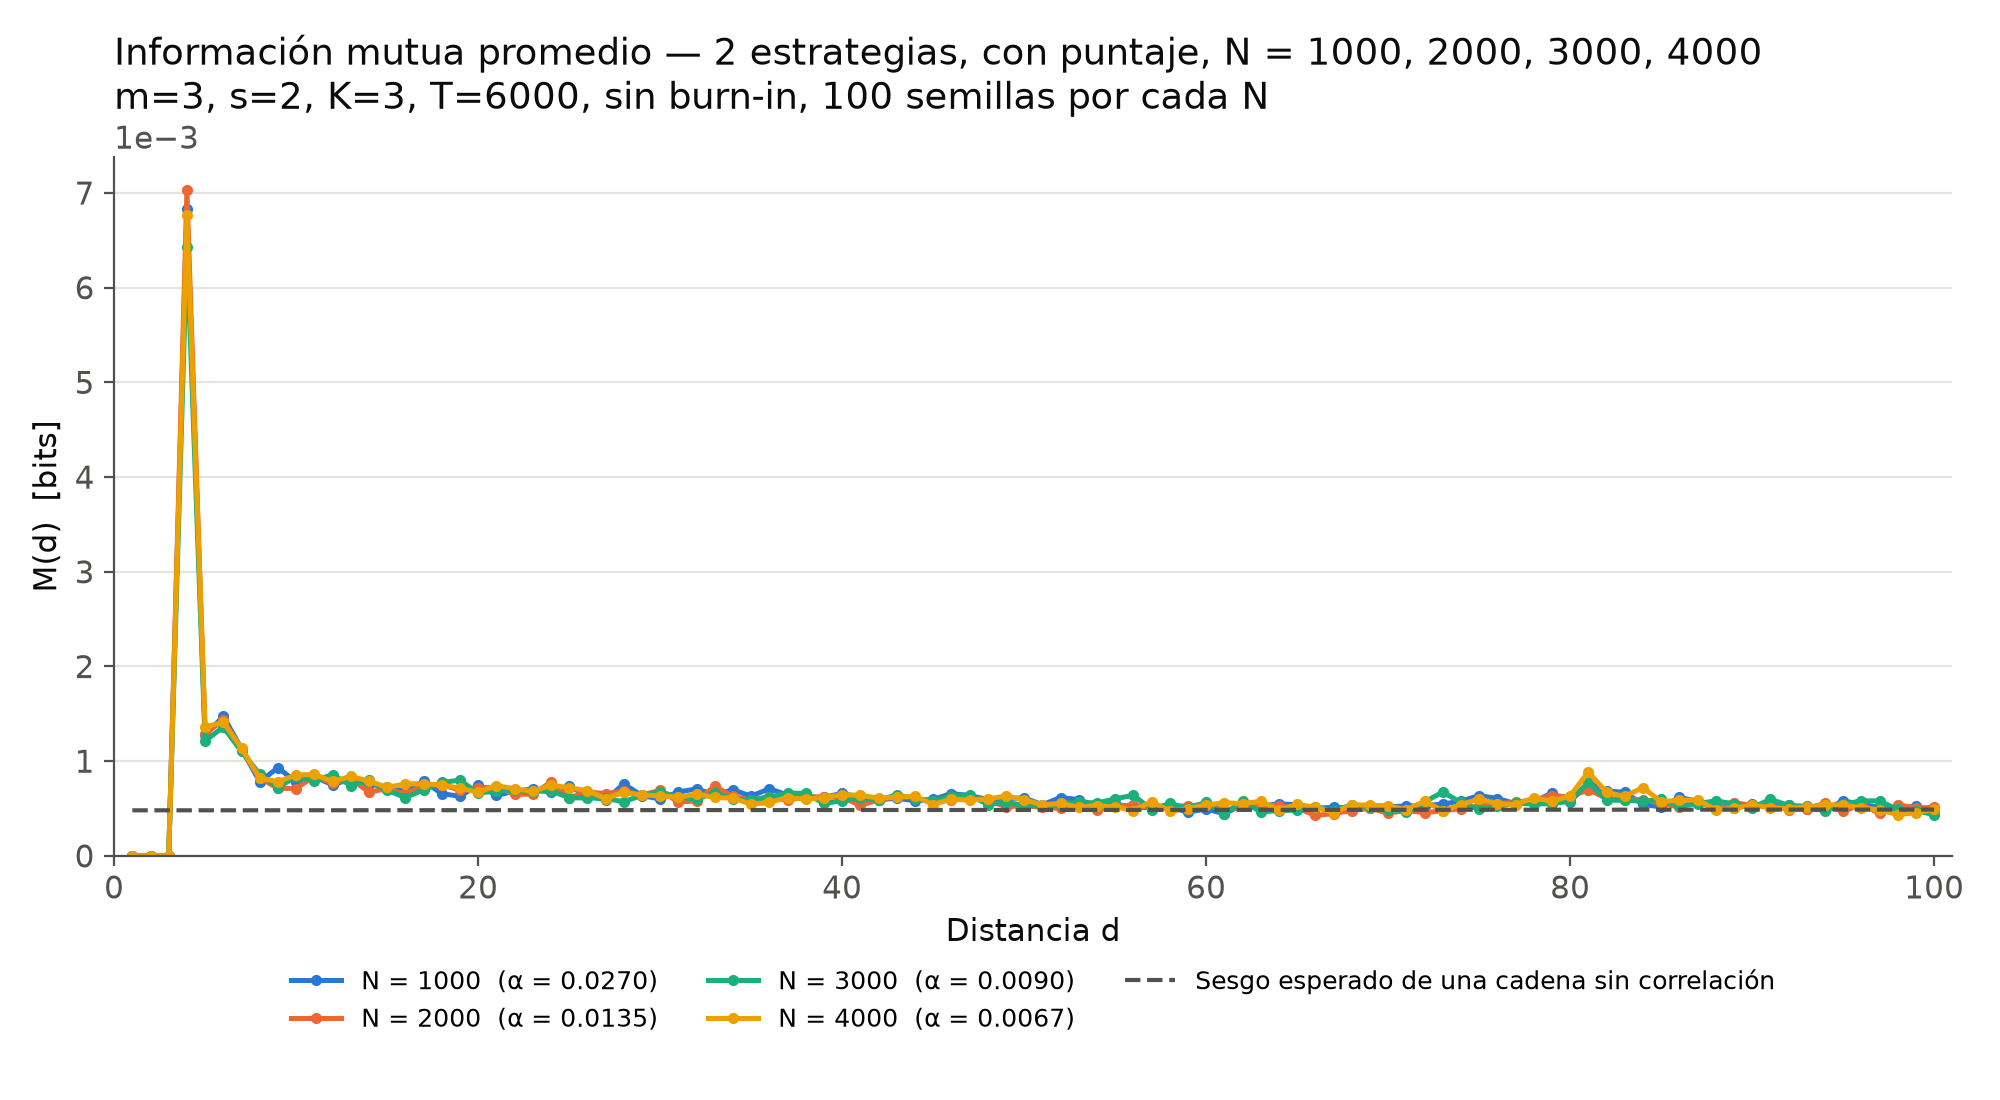 Información mutua promedio — 2 estrategias, con puntaje, N = 1000, 2000, 3000, 4000
m=3, s=2, K=3, T=6000, sin burn-in, 100 semillas por cada N
1e−3
7
6
5
4
3
2
1
0
M(d) [bits]
0 20 40 60 80 100
Distancia d
N = 1000 (α = 0.0270) N = 3000 (α = 0.0090) Sesgo esperado de una cadena sin correlación
N = 2000 (α = 0.0135) N = 4000 (α = 0.0067)